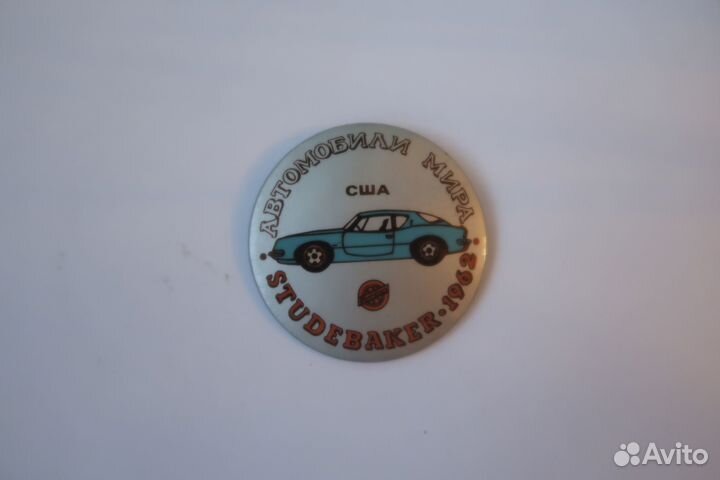 АВТОМОБИЛИ МИРА
США
• STUDEBAKER • 1962 •
Avito